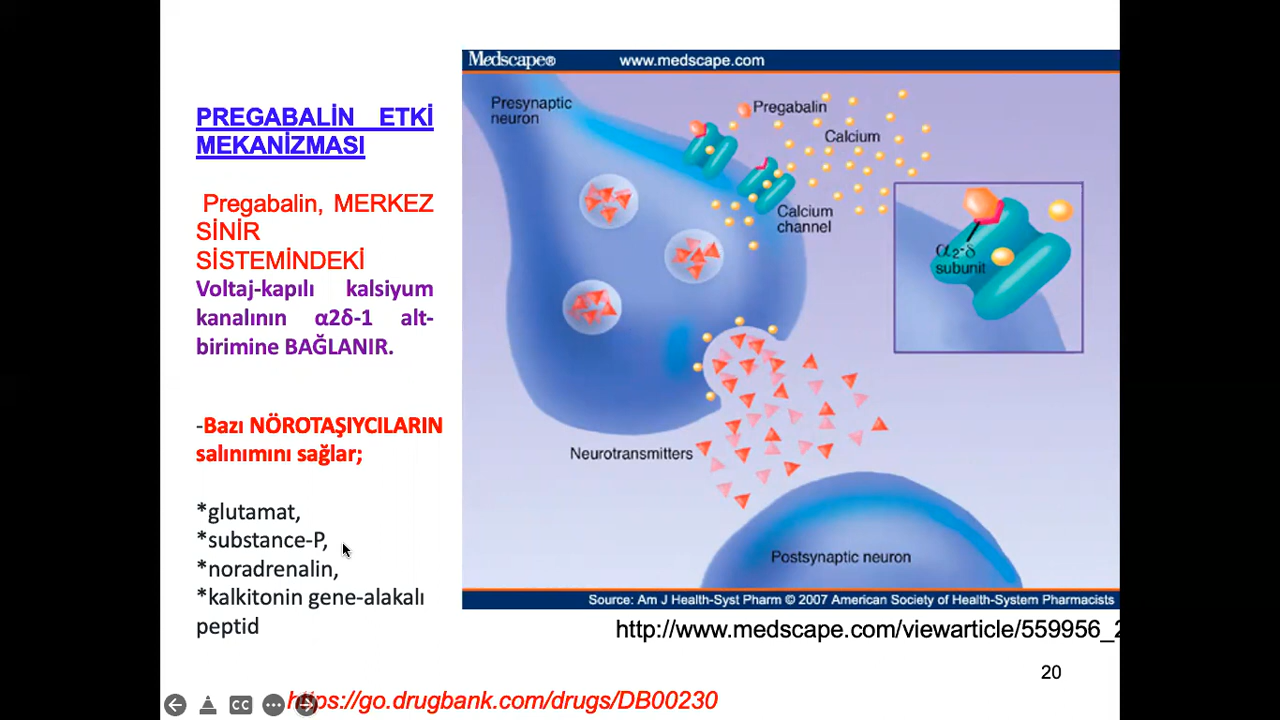 Medscape® www.medscape.com
PREGABALİN ETKİ
MEKANİZMASI
Pregabalin, MERKEZ
SİNİR
SİSTEMİNDEKİ
Voltaj-kapılı kalsiyum
kanalının α2δ-1 alt-
birimine BAĞLANIR.
-Bazı NÖROTAŞIYCILARIN
salınımını sağlar;
*glutamat,
*substance-P,
*noradrenalin,
*kalkitonin gene-alakalı
peptid
Presynaptic
neuron
Pregabalin
Calcium
Calcium
channel
α2-δ
subunit
Neurotransmitters
Postsynaptic neuron
Source: Am J Health-Syst Pharm © 2007 American Society of Health-System Pharmacists
http://www.medscape.com/viewarticle/559956_2
20
CC
https://go.drugbank.com/drugs/DB00230